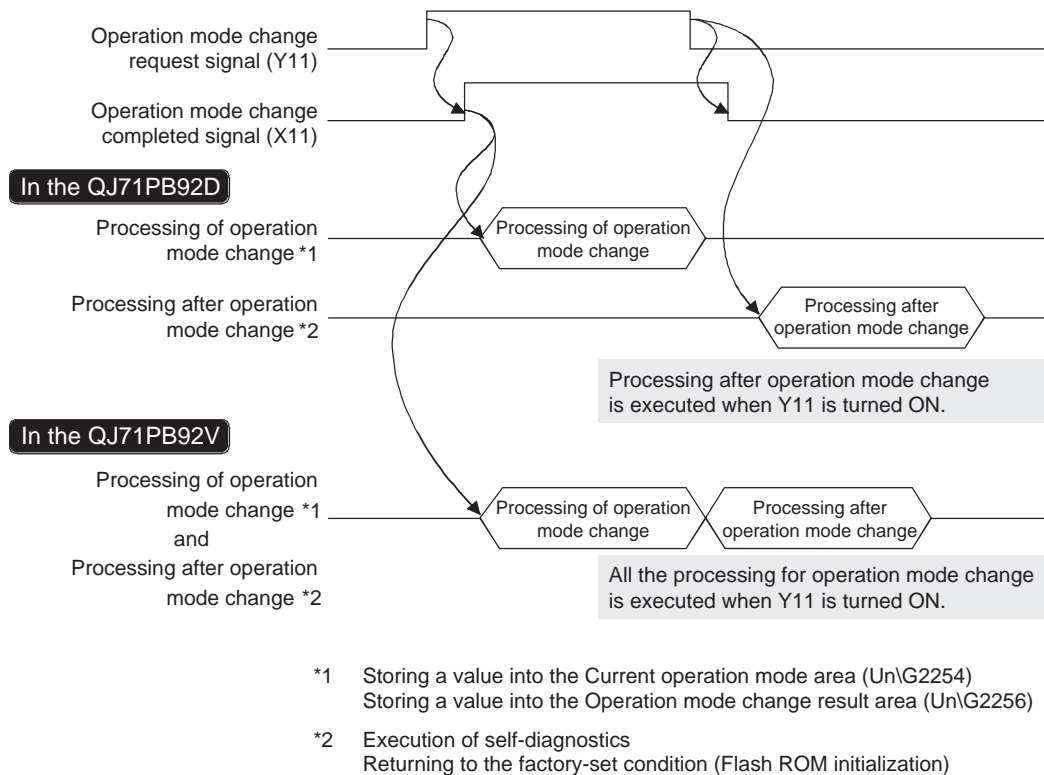 Operation mode change
request signal (Y11)
Operation mode change
completed signal (X11)
In the QJ71PB92D
Processing of operation
mode change *1
Processing of operation
mode change
Processing after operation
mode change *2
Processing after
operation mode change
Processing after operation mode change
is executed when Y11 is turned ON.
In the QJ71PB92V
Processing of operation
mode change *1
and
Processing after operation
mode change *2
Processing of operation
mode change
Processing after
operation mode change
All the processing for operation mode change
is executed when Y11 is turned ON.
*1 Storing a value into the Current operation mode area (Un\G2254)
Storing a value into the Operation mode change result area (Un\G2256)
*2 Execution of self-diagnostics
Returning to the factory-set condition (Flash ROM initialization)